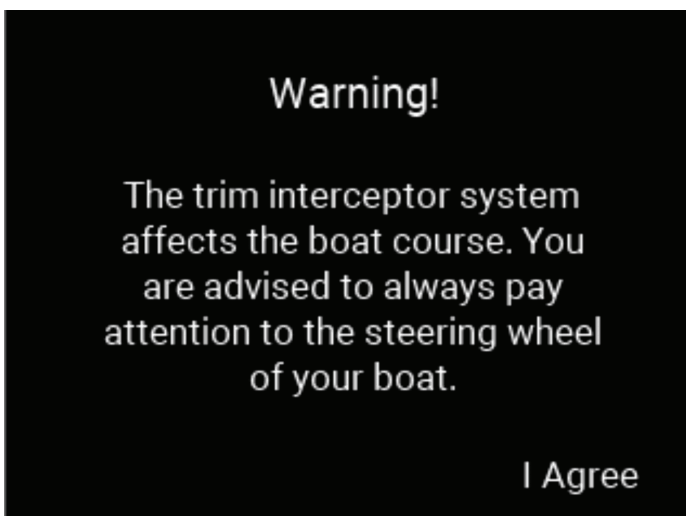 Warning!
The trim interceptor system
affects the boat course. You
are advised to always pay
attention to the steering wheel
of your boat.
I Agree